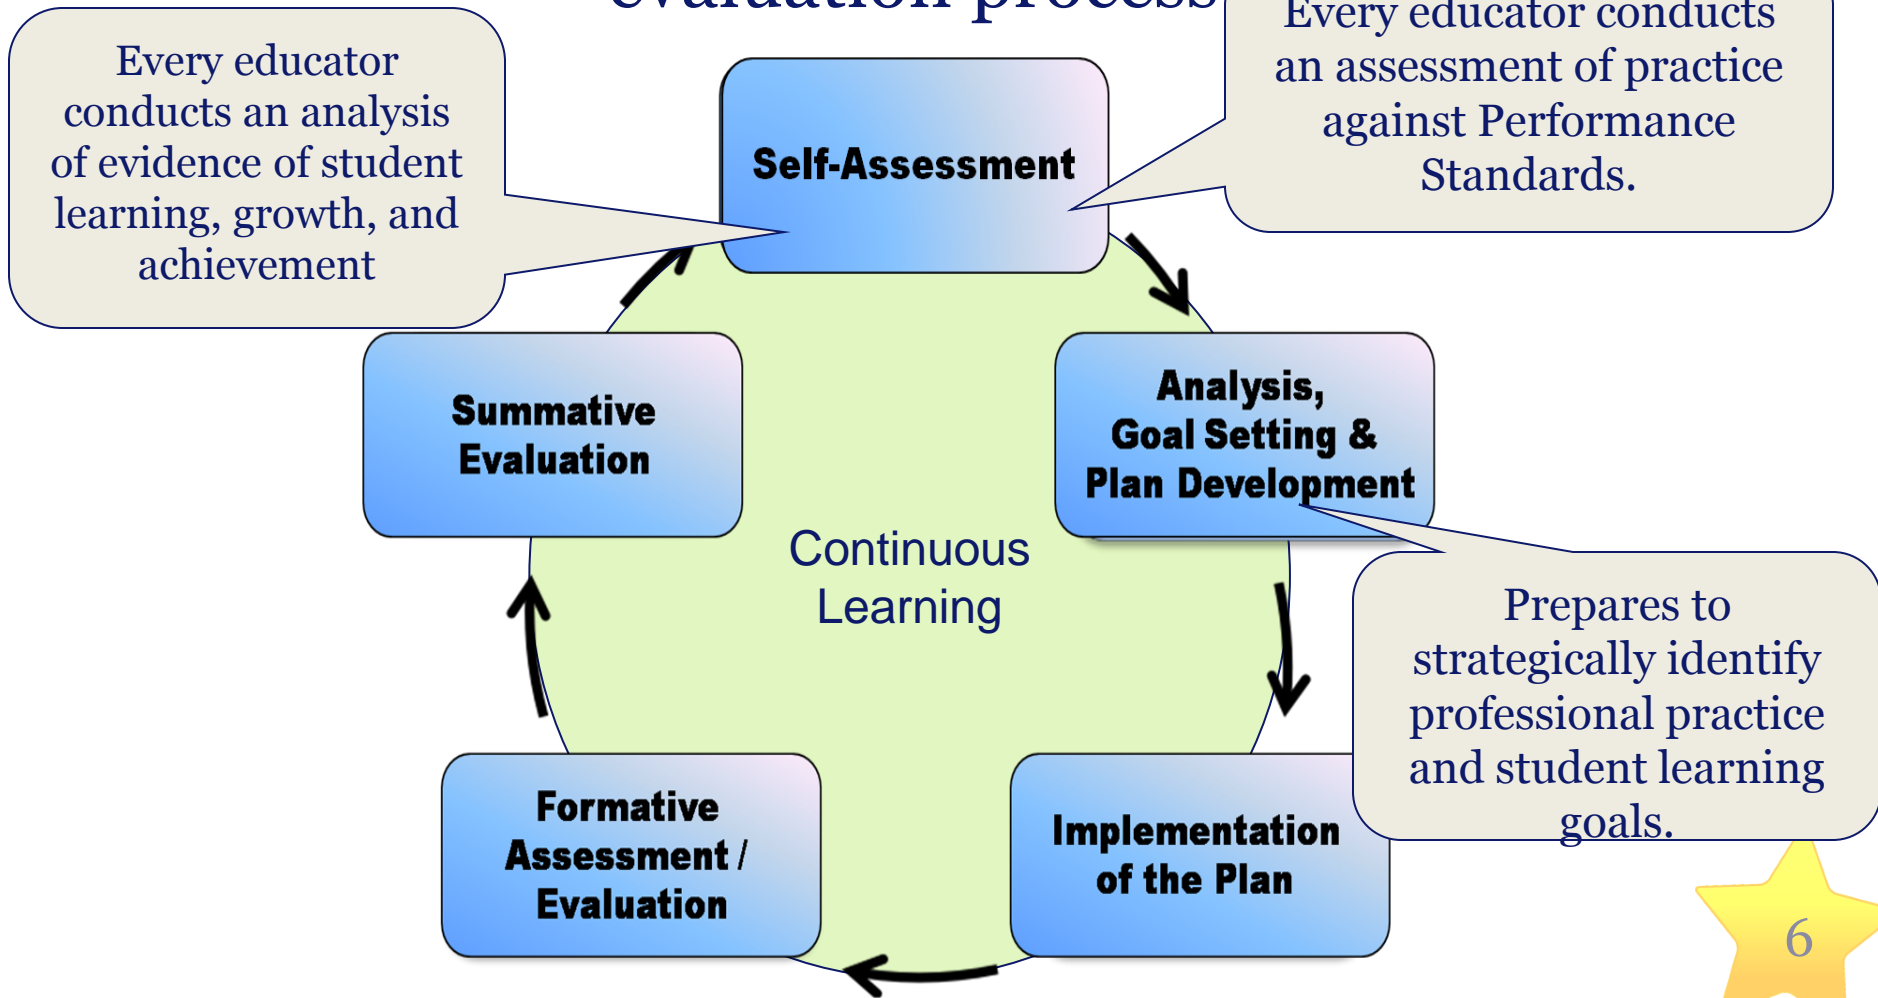 evaluation process
Every educator
conducts an analysis
of evidence of student
learning, growth, and
achievement
Every educator conducts
an assessment of practice
against Performance
Standards.
Self-Assessment
Summative
Evaluation
Analysis,
Goal Setting &
Plan Development
Continuous
Learning
Prepares to
strategically identify
professional practice
and student learning
goals.
Formative
Assessment /
Evaluation
Implementation
of the Plan
6